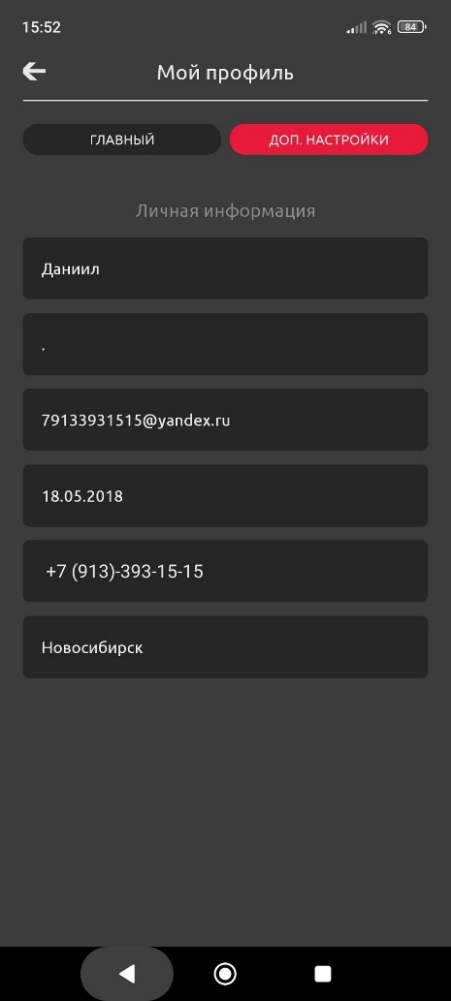 15:52
84
Мой профиль
ГЛАВНЫЙ
ДОП. НАСТРОЙКИ
Личная информация
Даниил
.
79133931515@yandex.ru
18.05.2018
+7 (913)-393-15-15
Новосибирск